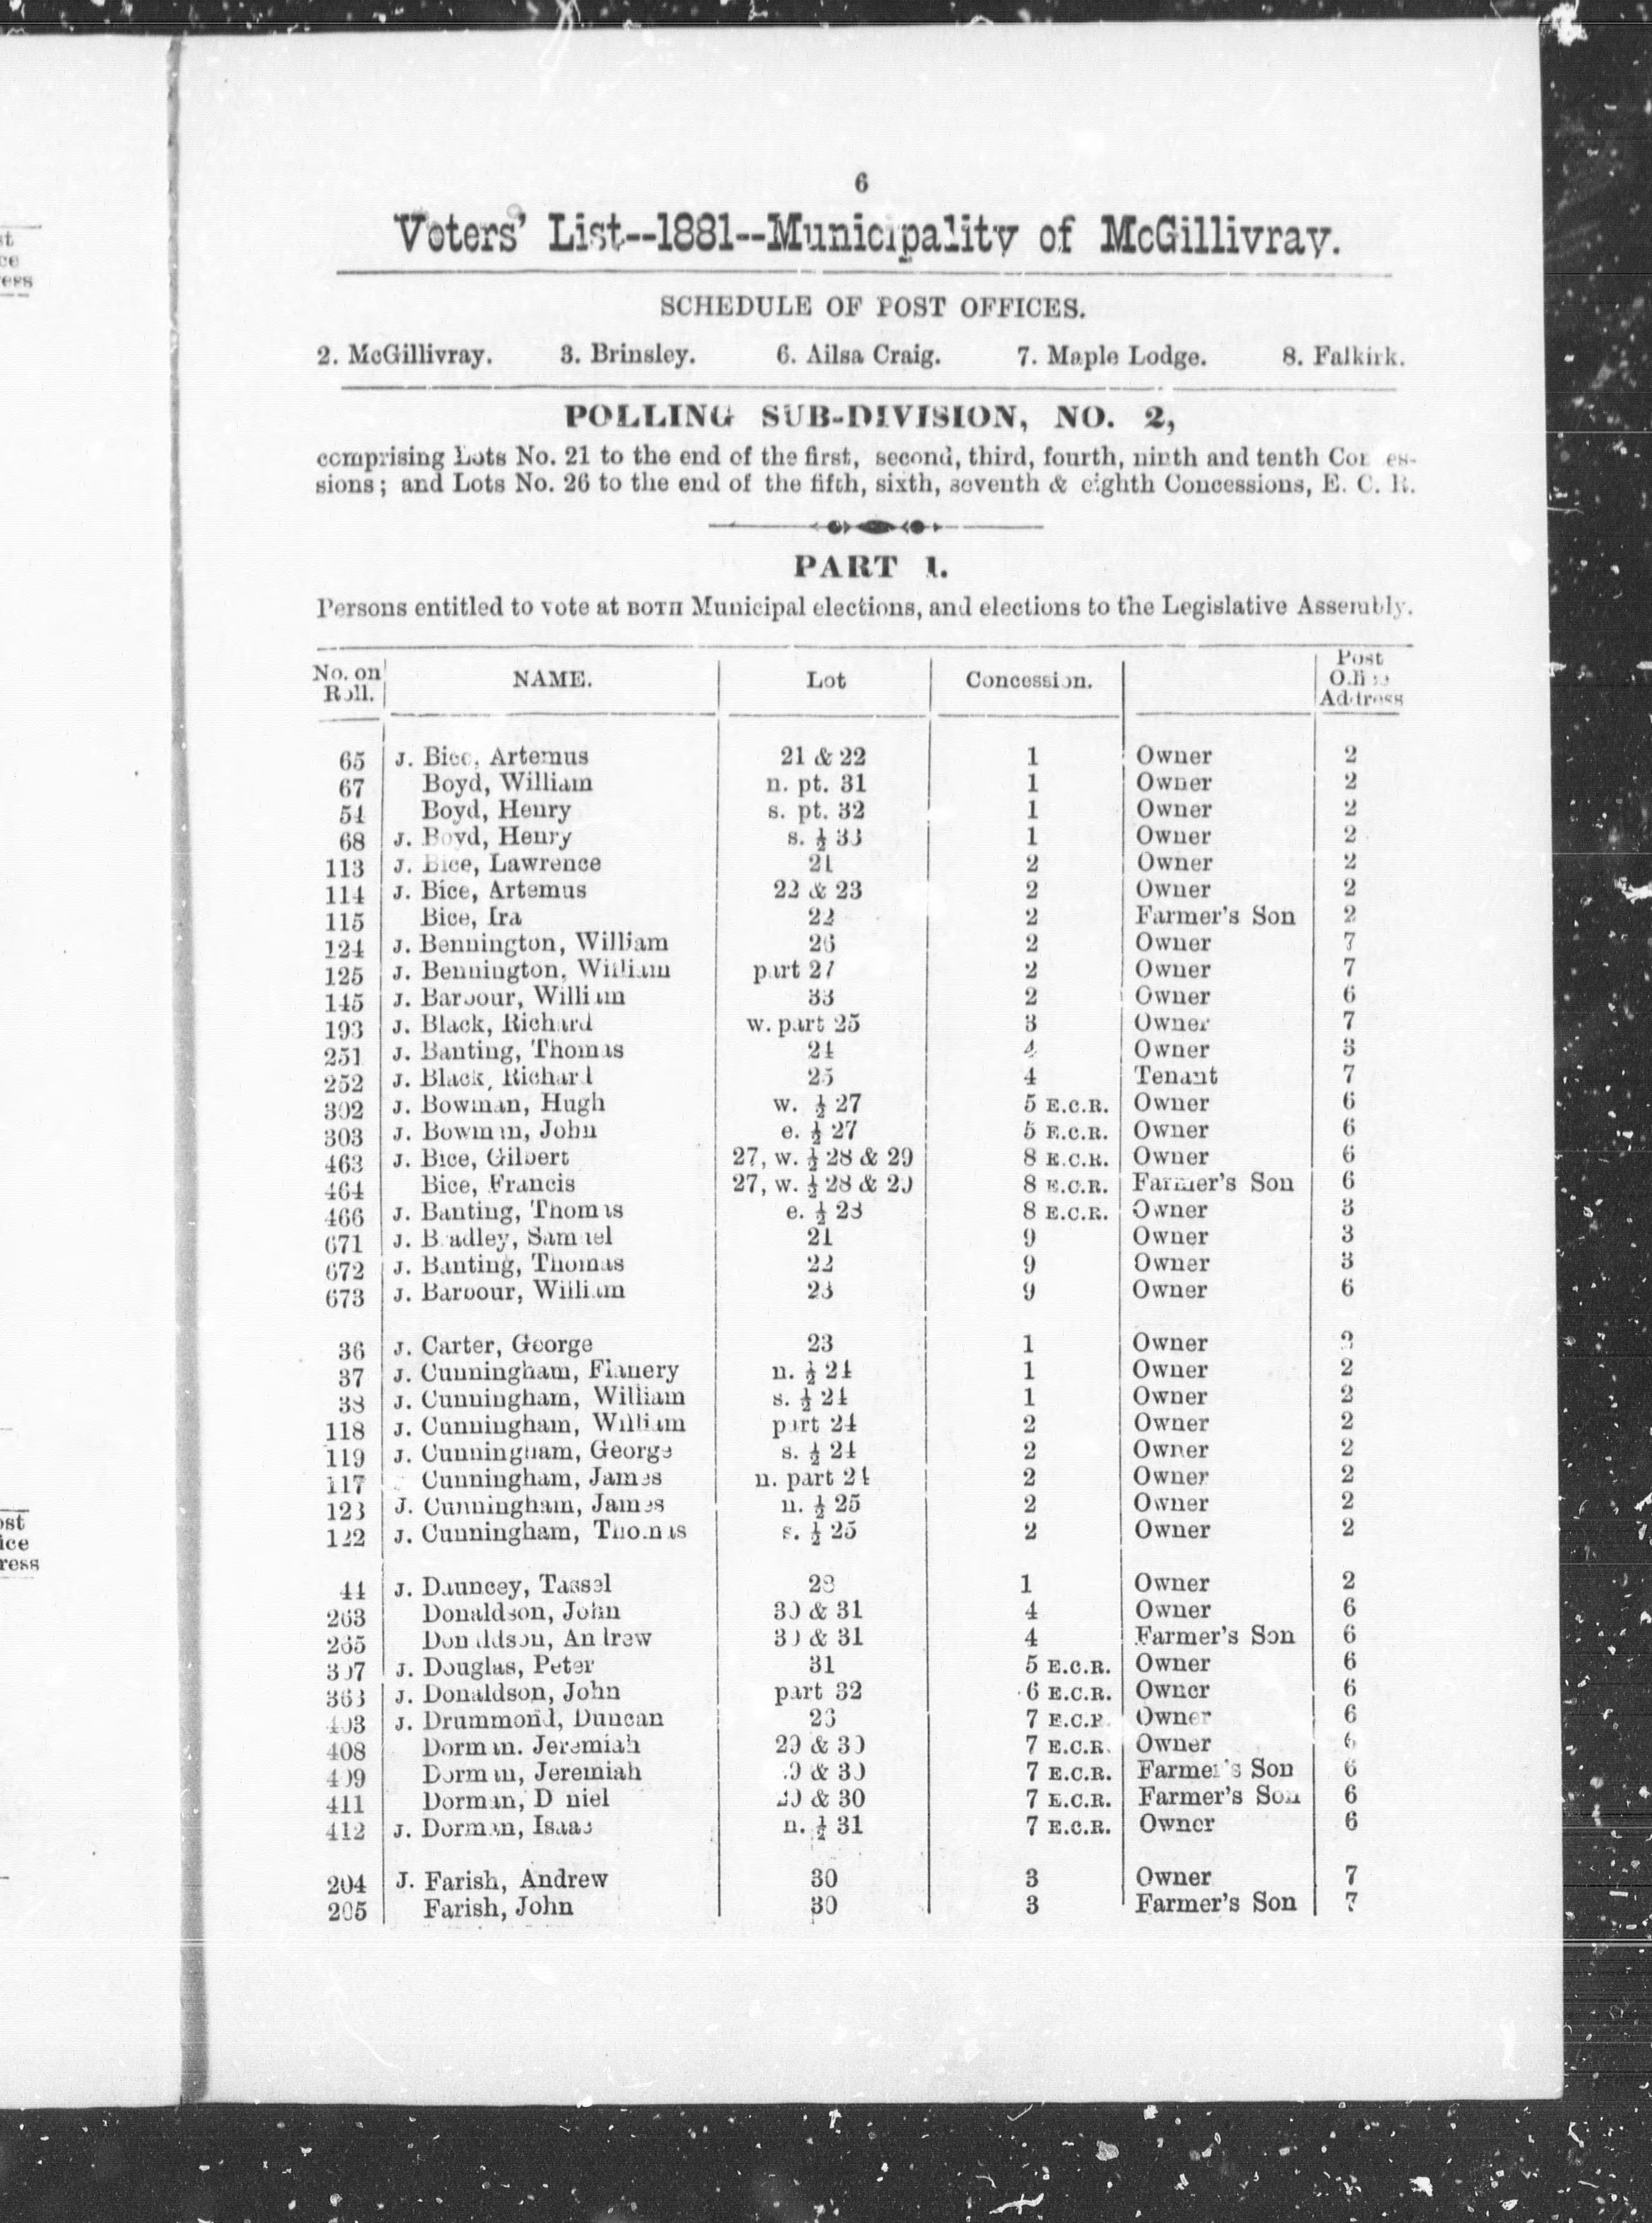 6
Voters' List--1881--Municipality of McGillivray.
SCHEDULE OF POST OFFICES.
2. McGillivray. 3. Brinsley. 6. Ailsa Craig. 7. Maple Lodge. 8. Falkirk.
POLLING SUB-DIVISION, NO. 2,
comprising Lots No. 21 to the end of the first, second, third, fourth, ninth and tenth Conces-
sions; and Lots No. 26 to the end of the fifth, sixth, seventh & eighth Concessions, E. C. R.
PART 1.
Persons entitled to vote at BOTH Municipal elections, and elections to the Legislative Assembly.
No. on Roll. NAME. Lot Concession. Post Office Address
65 J. Bice, Artemus 21 & 22 1 Owner 2
67 Boyd, William n. pt. 31 1 Owner 2
54 Boyd, Henry s. pt. 32 1 Owner 2
68 J. Boyd, Henry s. ½ 33 1 Owner 2
113 J. Bice, Lawrence 21 2 Owner 2
114 J. Bice, Artemus 22 & 23 2 Owner 2
115 Bice, Ira 22 2 Farmer's Son 2
124 J. Bennington, William 26 2 Owner 7
125 J. Bennington, William part 27 2 Owner 7
145 J. Barbour, William 33 2 Owner 6
193 J. Black, Richard w. part 25 3 Owner 7
251 J. Banting, Thomas 24 4 Owner 3
252 J. Black, Richard 25 4 Tenant 7
302 J. Bowman, Hugh w. ½ 27 5 E.C.R. Owner 6
303 J. Bowman, John e. ½ 27 5 E.C.R. Owner 6
463 J. Bice, Gilbert 27, w. ½ 28 & 29 8 E.C.R. Owner 6
464 Bice, Francis 27, w. ½ 28 & 29 8 E.C.R. Farmer's Son 6
466 J. Banting, Thomas e. ½ 28 8 E.C.R. Owner 3
671 J. Bradley, Samuel 21 9 Owner 3
672 J. Banting, Thomas 22 9 Owner 3
673 J. Barbour, William 23 9 Owner 6
36 J. Carter, George 23 1 Owner 2
37 J. Cunningham, Flanery n. ½ 24 1 Owner 2
38 J. Cunningham, William s. ½ 24 1 Owner 2
118 J. Cunningham, William part 24 2 Owner 2
119 J. Cunningham, George s. ½ 24 2 Owner 2
117 Cunningham, James n. part 24 2 Owner 2
123 J. Cunningham, James n. ½ 25 2 Owner 2
122 J. Cunningham, Thomas s. ½ 25 2 Owner 2
44 J. Dauncey, Tassel 28 1 Owner 2
263 Donaldson, John 30 & 31 4 Owner 6
265 Donaldson, Andrew 30 & 31 4 Farmer's Son 6
307 J. Douglas, Peter 31 5 E.C.R. Owner 6
363 J. Donaldson, John part 32 6 E.C.R. Owner 6
403 J. Drummond, Duncan 26 7 E.C.R. Owner 6
408 Dorman. Jeremiah 29 & 30 7 E.C.R. Owner 6
409 Dorman, Jeremiah 29 & 30 7 E.C.R. Farmer's Son 6
411 Dorman, Daniel 29 & 30 7 E.C.R. Farmer's Son 6
412 J. Dorman, Isaac n. ½ 31 7 E.C.R. Owner 6
204 J. Farish, Andrew 30 3 Owner 7
205 Farish, John 30 3 Farmer's Son 7